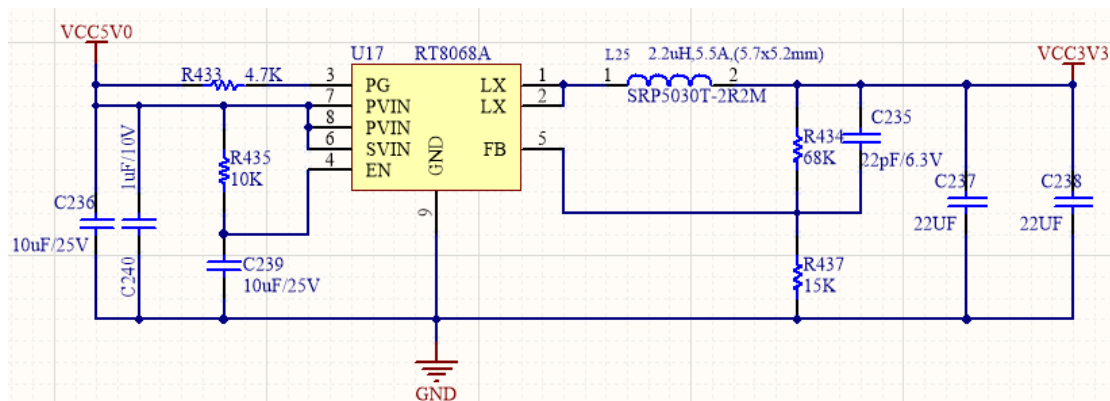 VCC5V0
U17 RT8068A
L25 2.2uH,5.5A,(5.7x5.2mm)
VCC3V3
R433 4.7K
3 PG LX 1
1 2
SRP5030T-2R2M
7 PVIN LX 2
8 PVIN
6 SVIN FB 5
4 EN
GND
9
1uF/10V
C240
R435
10K
C236
10uF/25V
C239
10uF/25V
R434
68K
C235
22pF/6.3V
C237
22UF
C238
22UF
R437
15K
GND